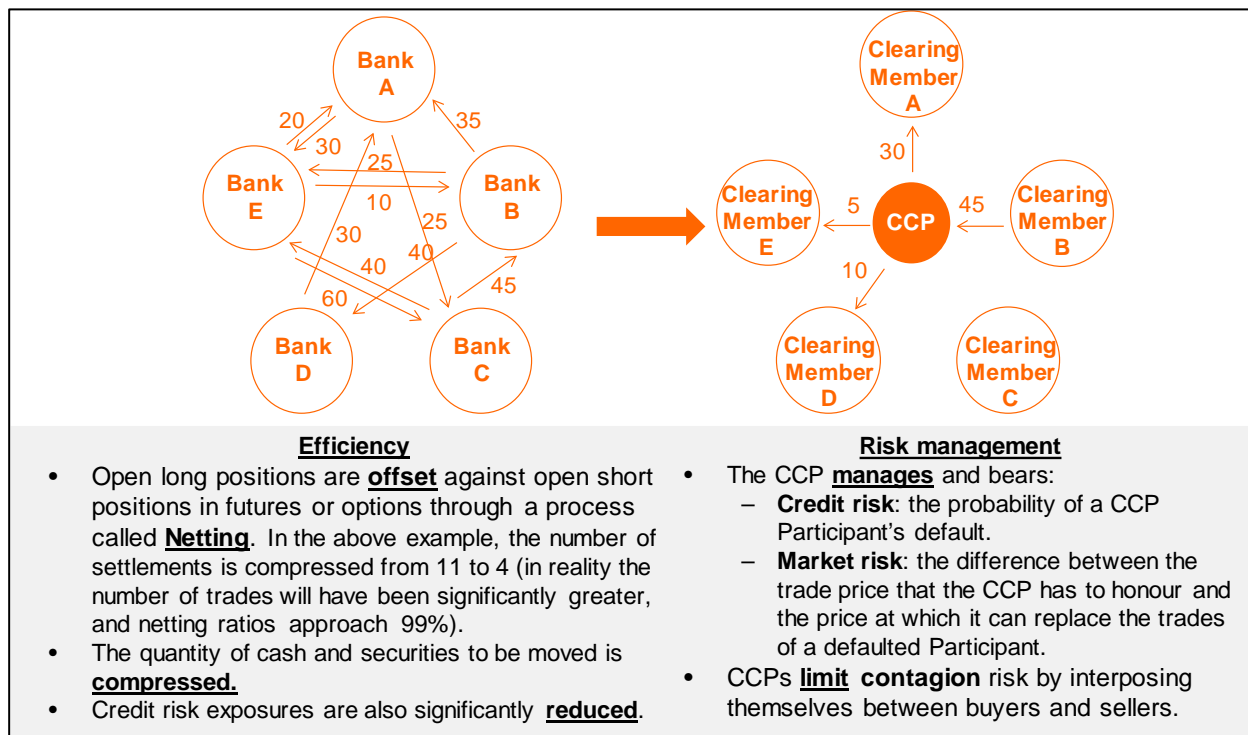 Bank
A
20
35
30
25
Bank
E
Bank
B
10
25
30
40
40
60
45
Bank
D
Bank
C
Clearing
Member
A
30
Clearing
Member
E
5
CCP
45
Clearing
Member
B
10
Clearing
Member
D
Clearing
Member
C
Efficiency
• Open long positions are offset against open short
positions in futures or options through a process
called Netting. In the above example, the number of
settlements is compressed from 11 to 4 (in reality the
number of trades will have been significantly greater,
and netting ratios approach 99%).
• The quantity of cash and securities to be moved is
compressed.
• Credit risk exposures are also significantly reduced.
Risk management
• The CCP manages and bears:
– Credit risk: the probability of a CCP
Participant’s default.
– Market risk: the difference between the
trade price that the CCP has to honour and
the price at which it can replace the trades
of a defaulted Participant.
• CCPs limit contagion risk by interposing
themselves between buyers and sellers.